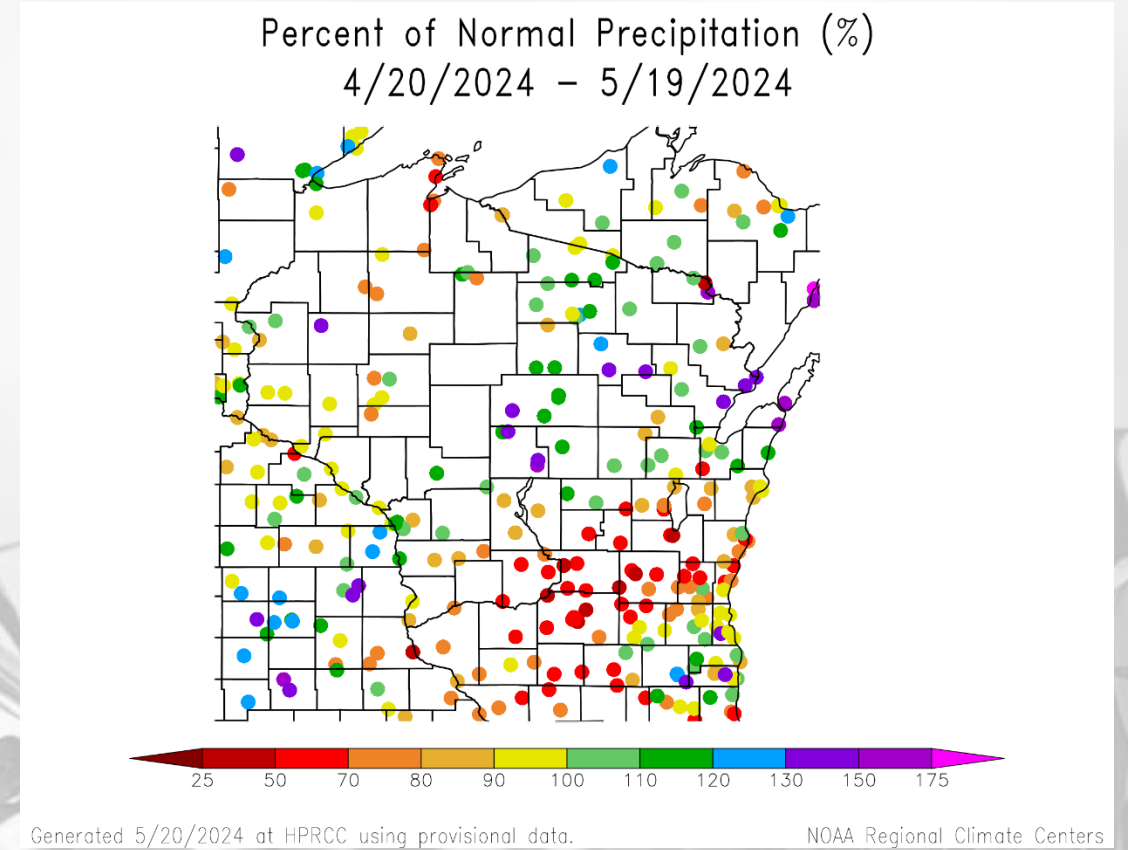 Percent of Normal Precipitation (%)
4/20/2024 – 5/19/2024
25 50 70 80 90 100 110 120 130 150 175
Generated 5/20/2024 at HPRCC using provisional data.
NOAA Regional Climate Centers